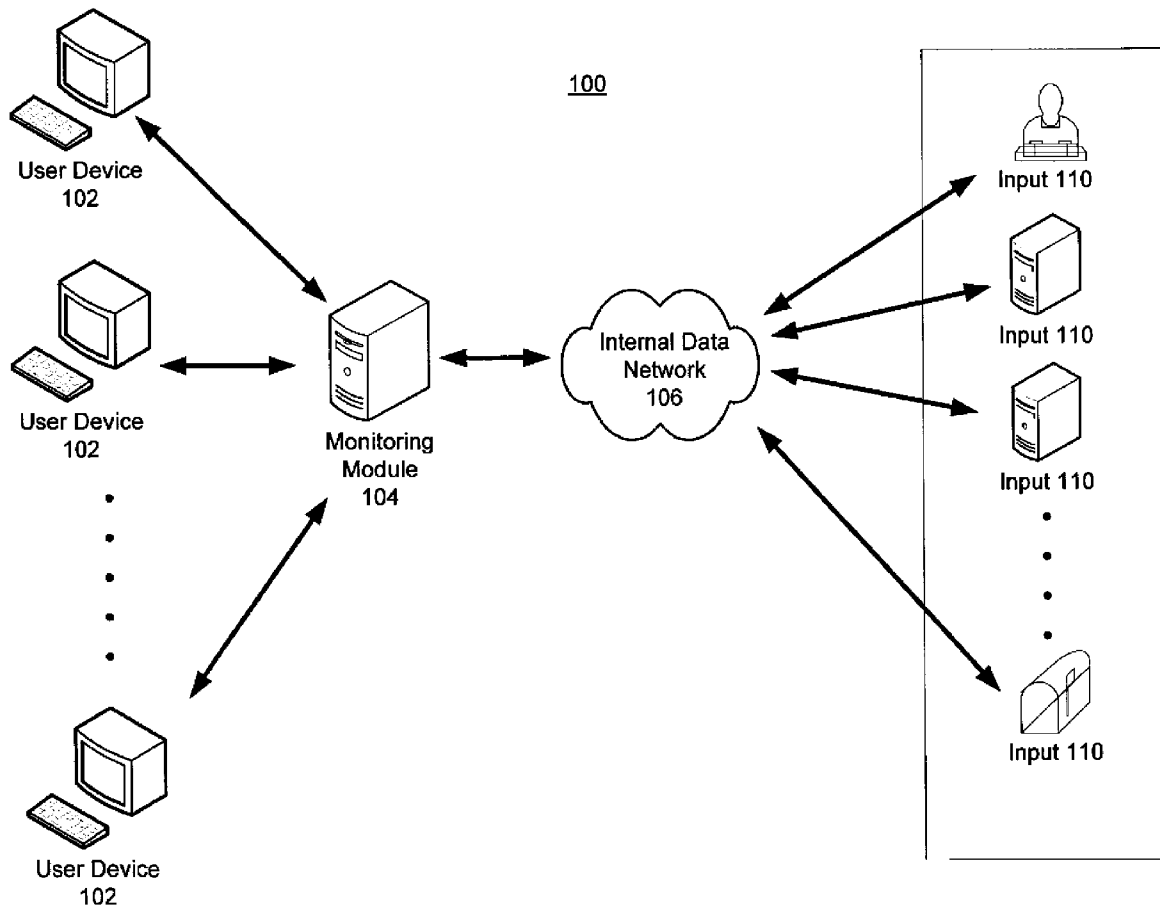 100
User Device
102
User Device
102
User Device
102
Monitoring
Module
104
Internal Data
Network
106
Input 110
Input 110
Input 110
Input 110